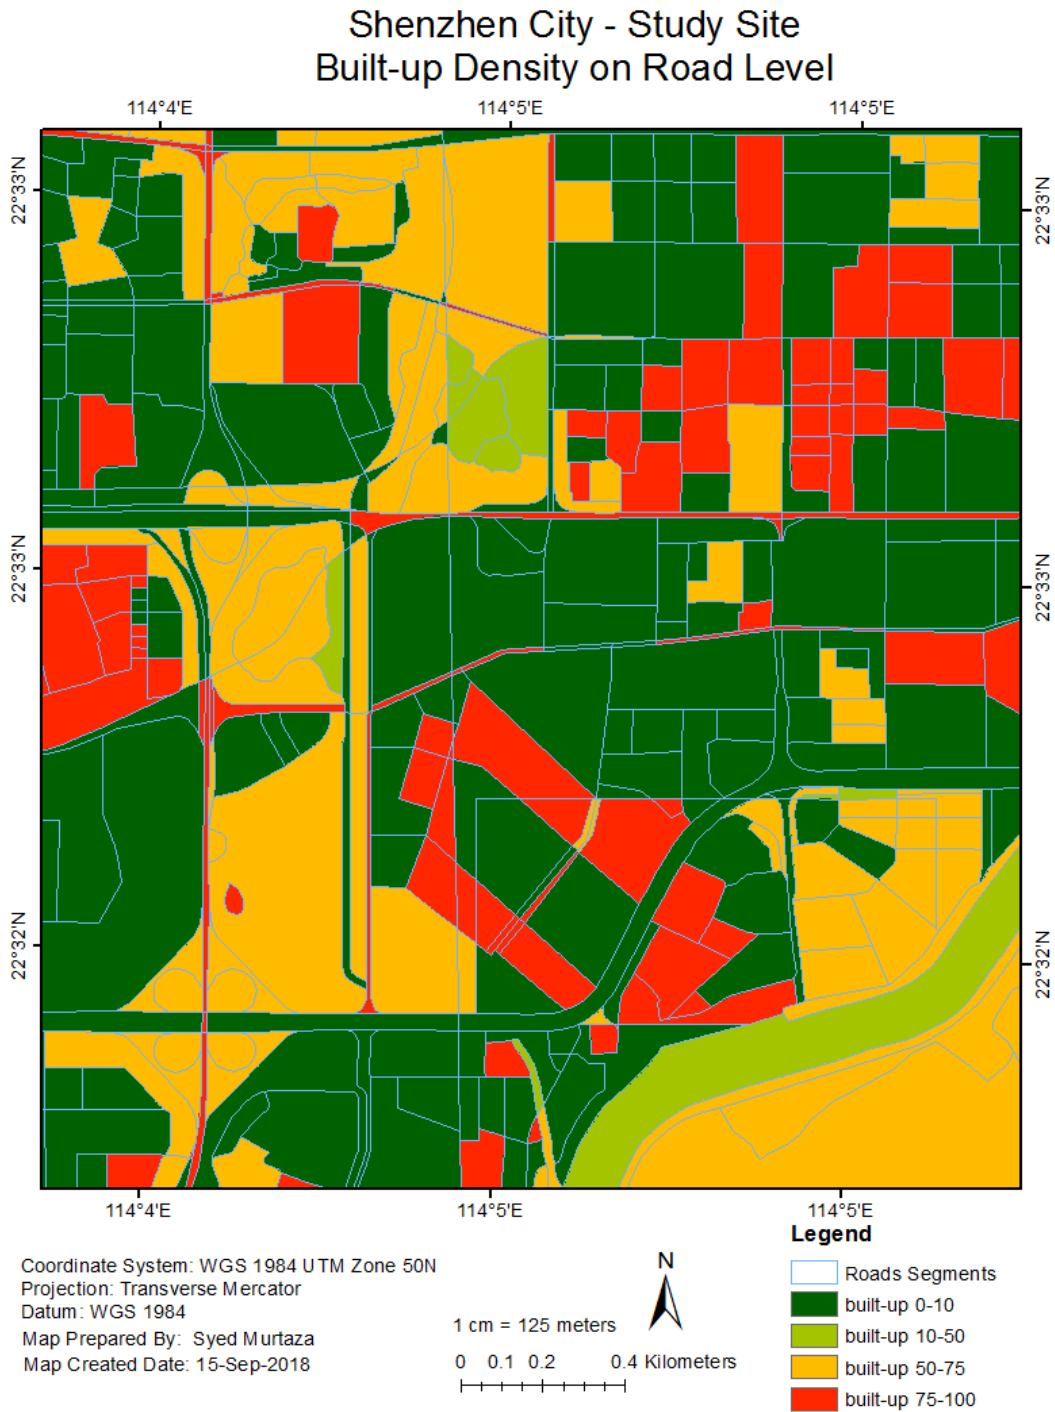 Shenzhen City - Study Site
Built-up Density on Road Level
114°4'E 114°5'E 114°5'E
22°33'N
22°33'N
22°33'N
22°33'N
22°32'N
22°32'N
114°4'E 114°5'E 114°5'E
Legend
Roads Segments
built-up 0-10
built-up 10-50
built-up 50-75
built-up 75-100
Coordinate System: WGS 1984 UTM Zone 50N
Projection: Transverse Mercator
Datum: WGS 1984
Map Prepared By: Syed Murtaza
Map Created Date: 15-Sep-2018
N
1 cm = 125 meters
0 0.1 0.2 0.4 Kilometers